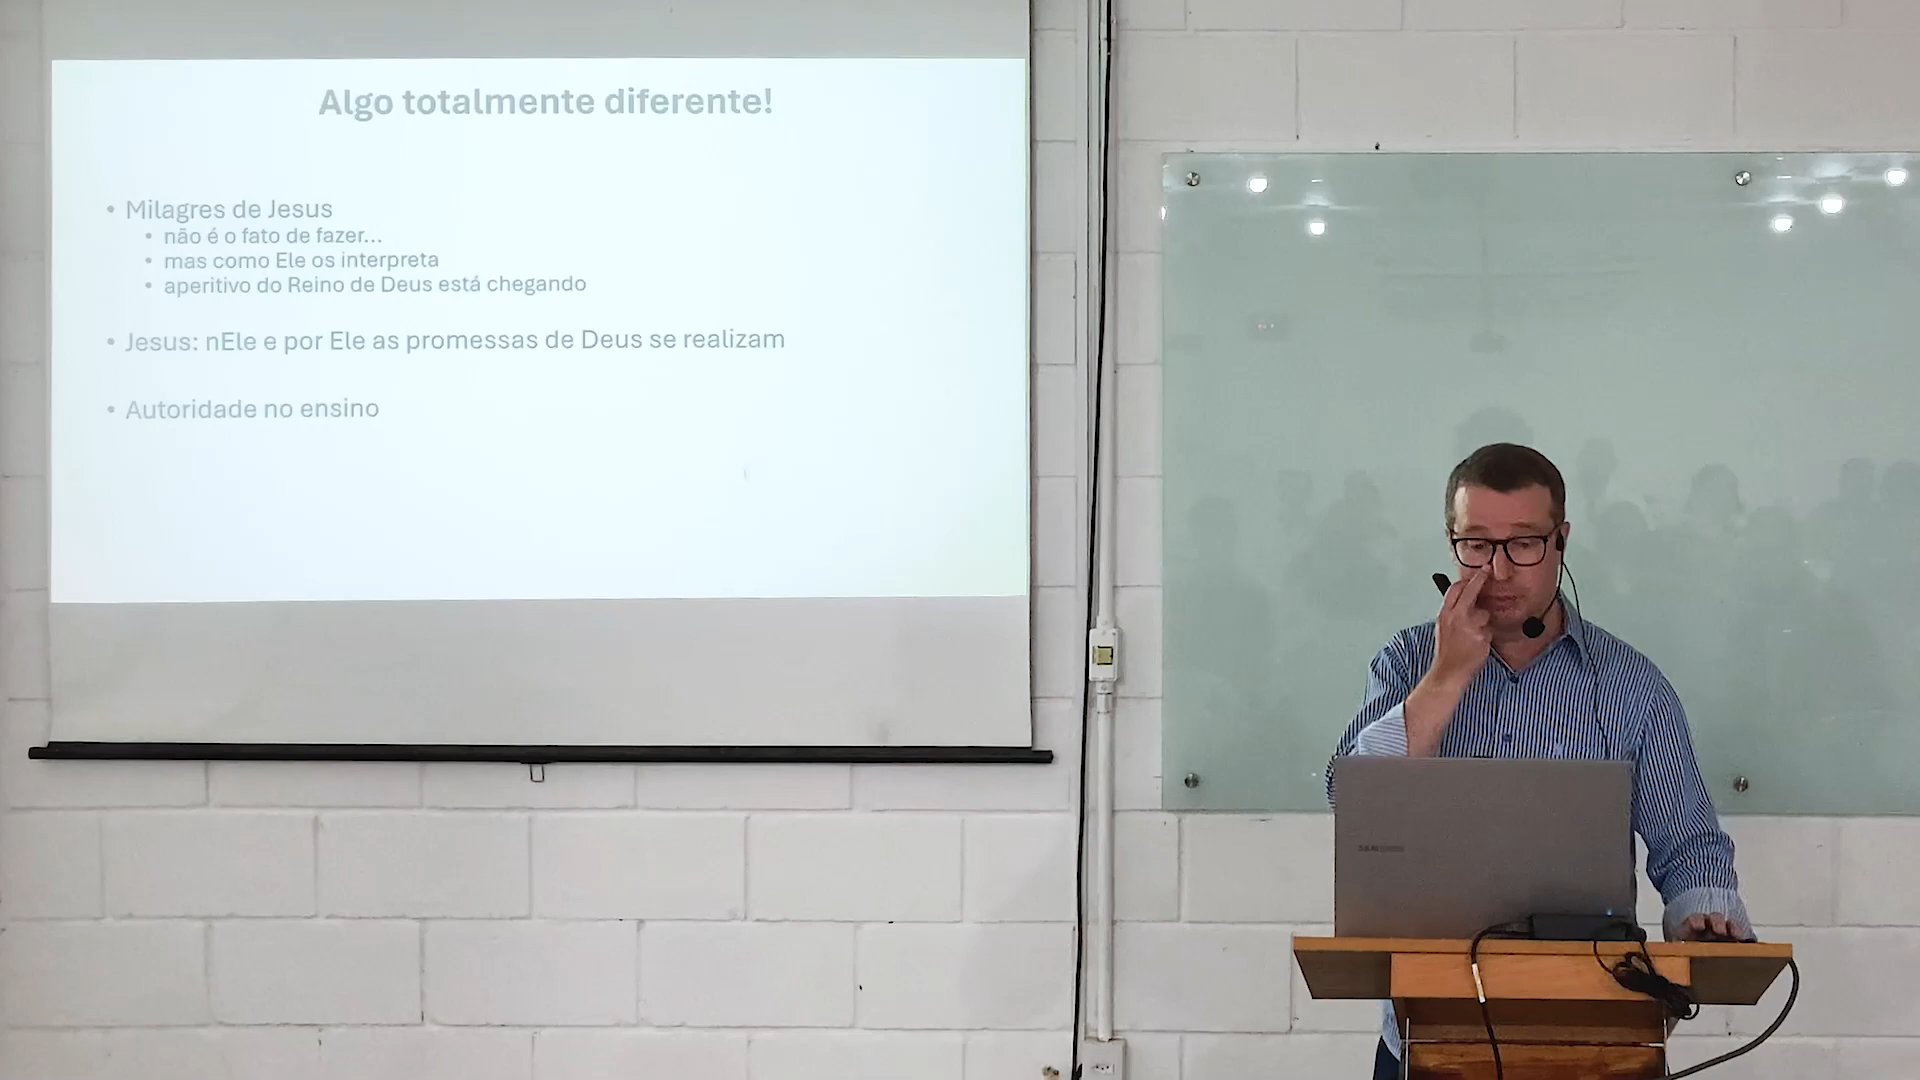 Algo totalmente diferente!
• Milagres de Jesus
• não é o fato de fazer...
• mas como Ele os interpreta
• aperitivo do Reino de Deus está chegando
• Jesus: nEle e por Ele as promessas de Deus se realizam
• Autoridade no ensino
SAMSUNG